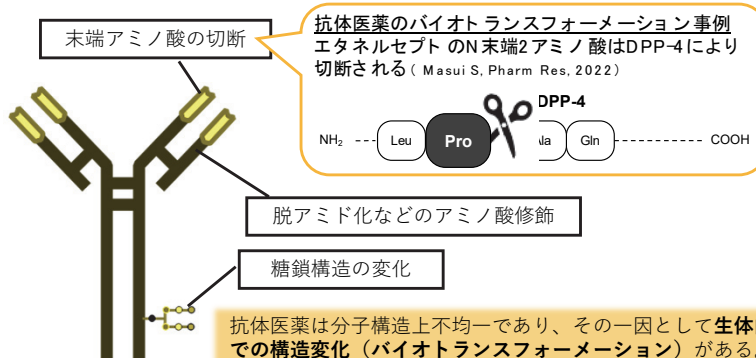 末端アミノ酸の切断
抗体医薬のバイオトランスフォーメーション事例
エタネルセプトのN末端2アミノ酸はDPP-4により
切断される( Masui S, Pharm Res, 2022)
DPP-4
NH₂ Leu Pro la Gln COOH
脱アミド化などのアミノ酸修飾
糖鎖構造の変化
抗体医薬は分子構造上不均一であり、その一因として生体
での構造変化（バイオトランスフォーメーション）がある